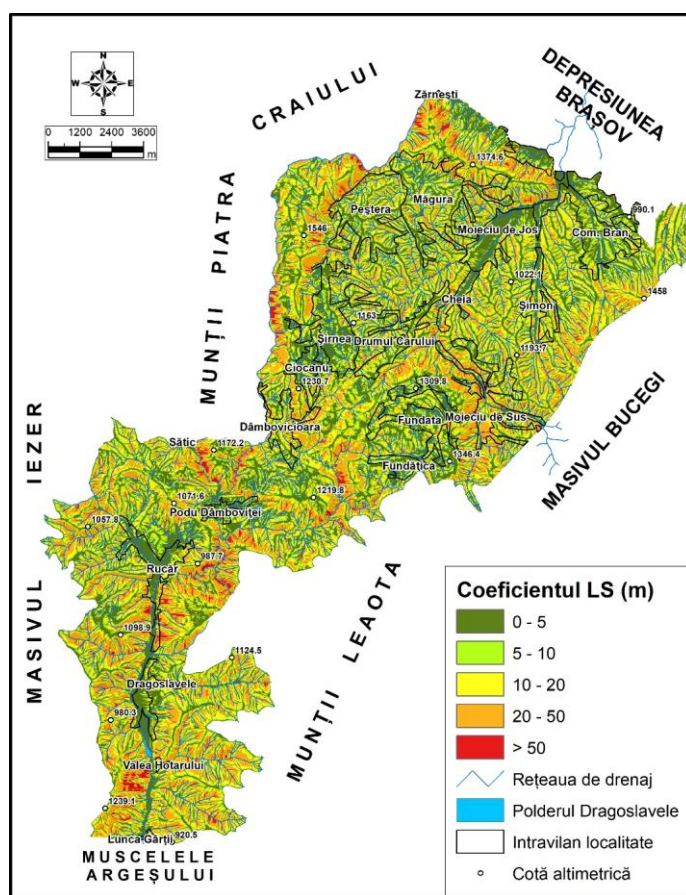 N
W E
S
0 1200 2400 3600
m
DEPRESIUNEA
BRAȘOV
MUNȚII PIATRA CRAIULUI
MASIVUL IEZER
MASIVUL BUCEGI
MUNȚII LEAOTA
MUSCELELE
ARGEȘULUI
Zărnești
1374.6
Măgura
Peștera
990.1
1546
Moieciu de Jos
Com. Bran
1022.1
1458
Cheia
Șimon
1163
Șirnea
Drumul Carului
1193.7
Ciocanu
1230.7
1309.8
Dâmbovicioara
Fundata
Moieciu de Sus
Sătic
1172.2
Fundățica
1346.4
1219.8
1071.6
Podu Dâmboviței
1057.8
Rucăr
987.7
1098.9
1124.5
Dragoslavele
980.3
Valea Hotarului
1239.1
Lunca Gârții
920.5
Coeficientul LS (m)
0 - 5
5 - 10
10 - 20
20 - 50
> 50
Rețeaua de drenaj
Polderul Dragoslavele
Intravilan localitate
Cotă altimetrică